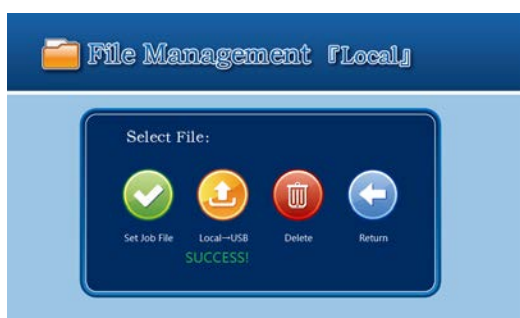 File Management 『Local』
Select File:
Set Job File Local→USB Delete Return
SUCCESS!